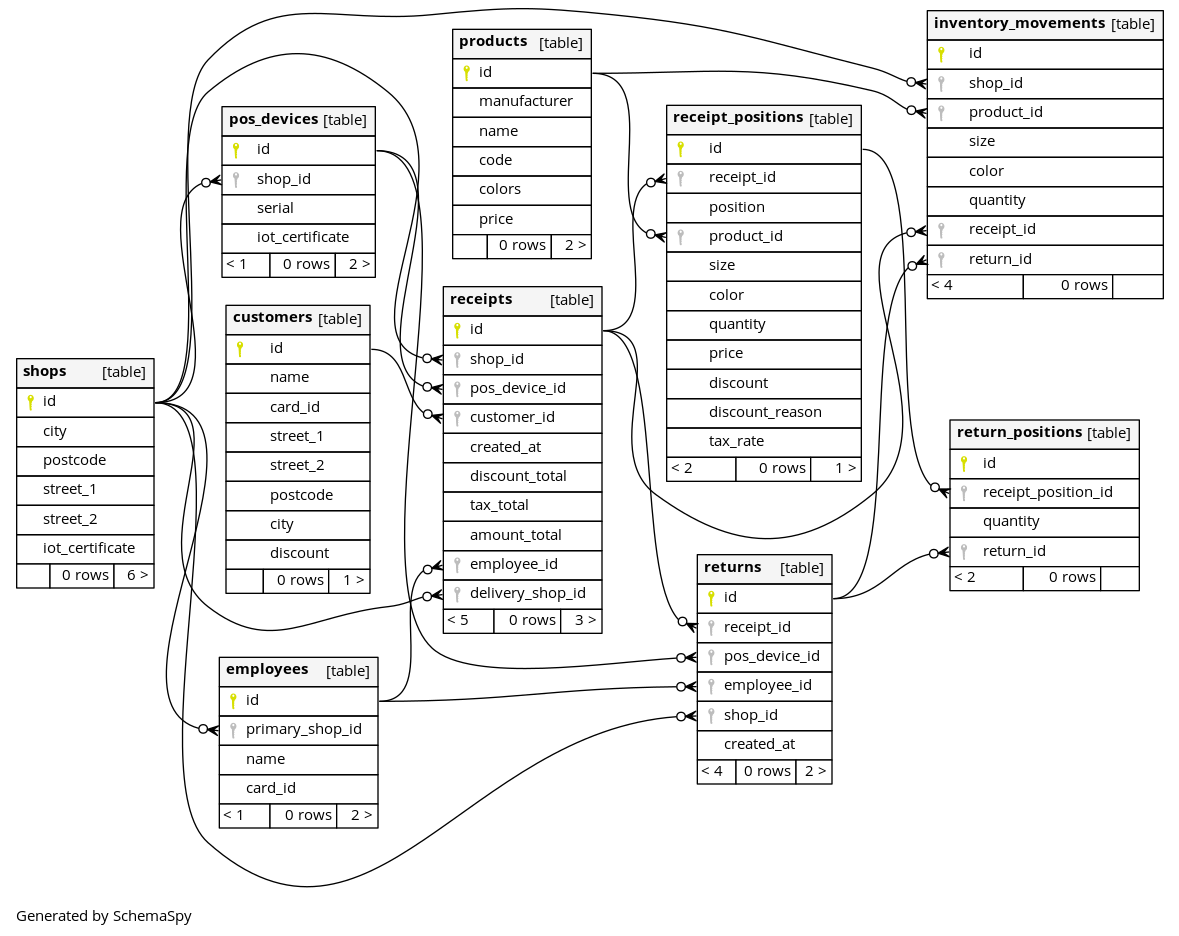 products [table]
id
manufacturer
name
code
colors
price
0 rows 2 >
inventory_movements [table]
id
shop_id
product_id
size
color
quantity
receipt_id
return_id
< 4 0 rows
pos_devices [table]
id
shop_id
serial
iot_certificate
< 1 0 rows 2 >
receipt_positions [table]
id
receipt_id
position
product_id
size
color
quantity
price
discount
discount_reason
tax_rate
< 2 0 rows 1 >
customers [table]
id
name
card_id
street_1
street_2
postcode
city
discount
0 rows 1 >
receipts [table]
id
shop_id
pos_device_id
customer_id
created_at
discount_total
tax_total
amount_total
employee_id
delivery_shop_id
< 5 0 rows 3 >
shops [table]
id
city
postcode
street_1
street_2
iot_certificate
0 rows 6 >
return_positions [table]
id
receipt_position_id
quantity
return_id
< 2 0 rows
returns [table]
id
receipt_id
pos_device_id
employee_id
shop_id
created_at
< 4 0 rows 2 >
employees [table]
id
primary_shop_id
name
card_id
< 1 0 rows 2 >
Generated by SchemaSpy